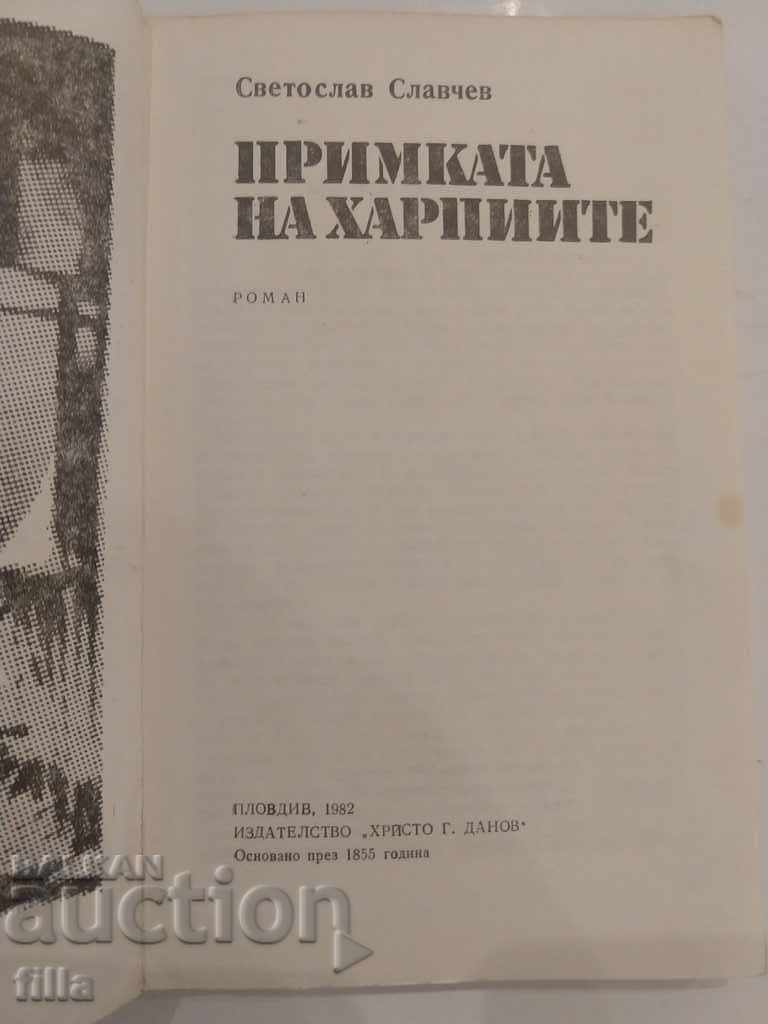 Светослав Славчев
ПРИМКАТА
НА ХАРПИИТЕ
РОМАН
ПЛОВДИВ, 1982
ИЗДАТЕЛСТВО „ХРИСТО Г. ДАНОВ“
Основано през 1855 година
BALKAN
auction
filla